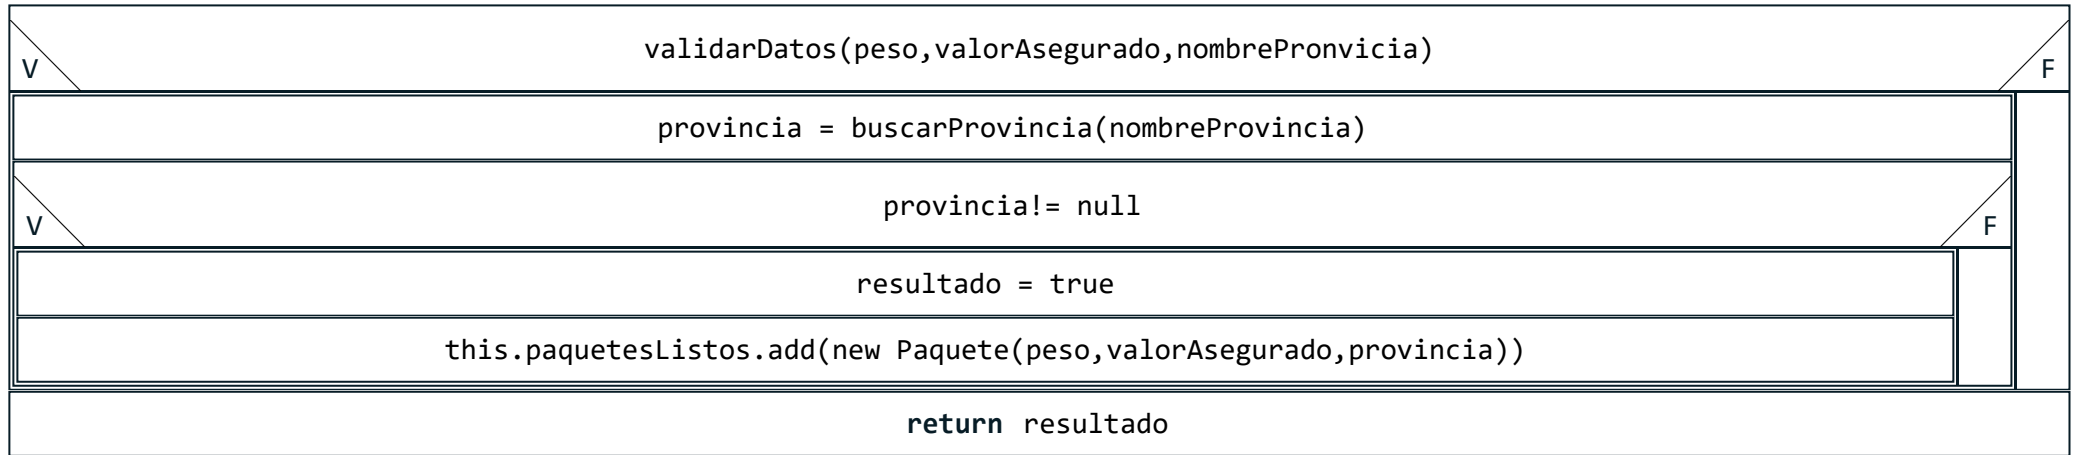 validarDatos(peso,valorAsegurado,nombrePronvicia)
V
F
provincia = buscarProvincia(nombreProvincia)
provincia!= null
V
F
resultado = true
this.paquetesListos.add(new Paquete(peso,valorAsegurado,provincia))
return resultado